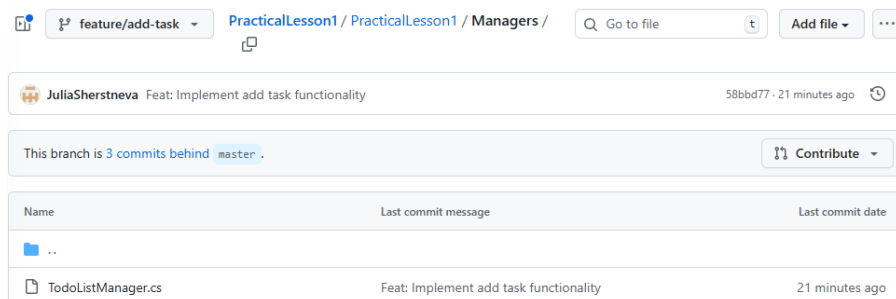 feature/add-task PracticalLesson1 / PracticalLesson1 / Managers / Go to file t Add file
JuliaSherstneva Feat: Implement add task functionality 58bbd77 · 21 minutes ago
This branch is 3 commits behind master . Contribute
Name Last commit message Last commit date
..
TodoListManager.cs Feat: Implement add task functionality 21 minutes ago